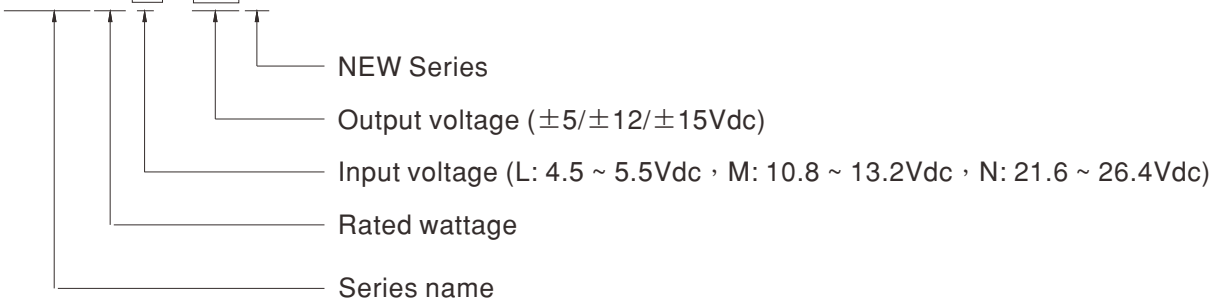 NEW Series
Output voltage (±5/±12/±15Vdc)
Input voltage (L: 4.5 ~ 5.5Vdc，M: 10.8 ~ 13.2Vdc，N: 21.6 ~ 26.4Vdc)
Rated wattage
Series name